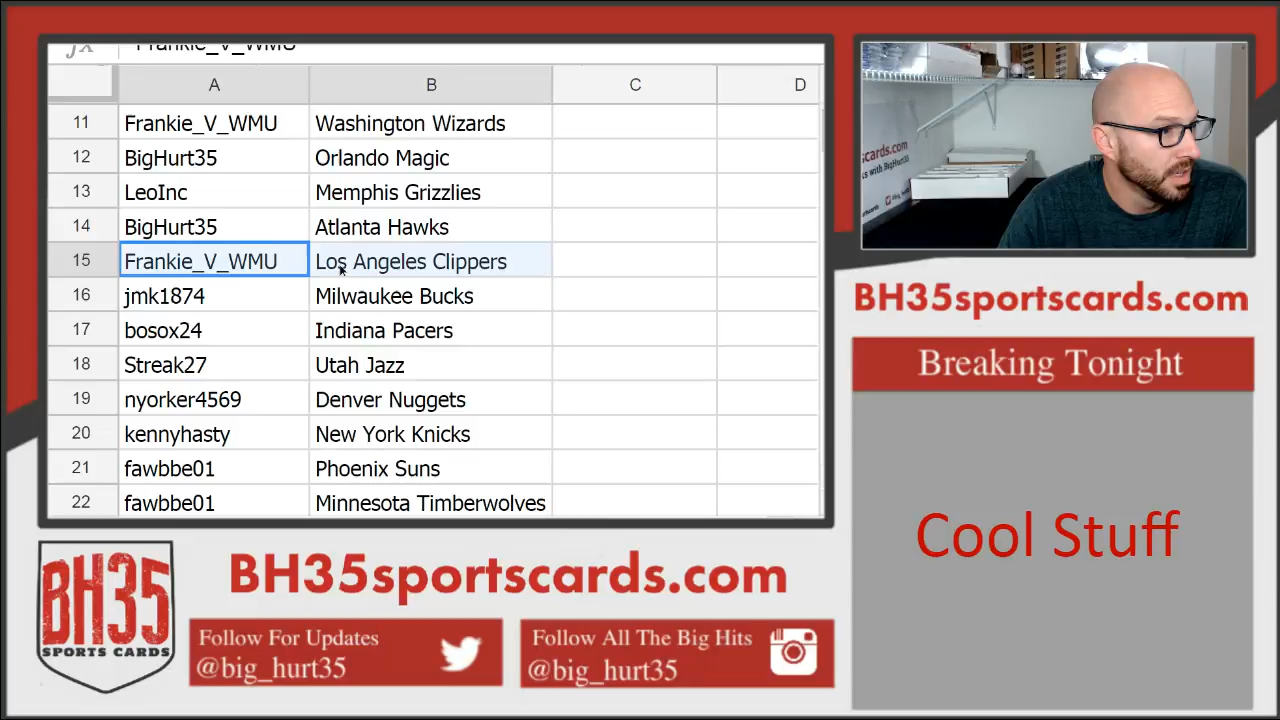 fx Frankie_V_WMU
A B C D
11 Frankie_V_WMU Washington Wizards
12 BigHurt35 Orlando Magic
13 LeoInc Memphis Grizzlies
14 BigHurt35 Atlanta Hawks
15 Frankie_V_WMU Los Angeles Clippers
16 jmk1874 Milwaukee Bucks
17 bosox24 Indiana Pacers
18 Streak27 Utah Jazz
19 nyorker4569 Denver Nuggets
20 kennyhasty New York Knicks
21 fawbbe01 Phoenix Suns
22 fawbbe01 Minnesota Timberwolves
BH35sportscards.com
Breaking Tonight
Cool Stuff
BH35
SPORTS CARDS
BH35sportscards.com
Follow For Updates
@big_hurt35
Follow All The Big Hits
@big_hurt35